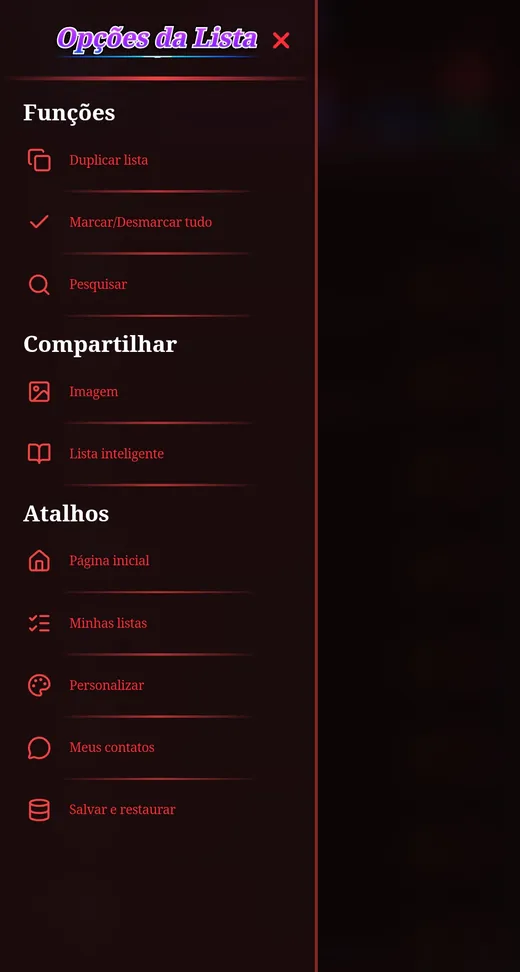 Opções da Lista
Funções
Duplicar lista
Marcar/Desmarcar tudo
Pesquisar
Compartilhar
Imagem
Lista inteligente
Atalhos
Página inicial
Minhas listas
Personalizar
Meus contatos
Salvar e restaurar